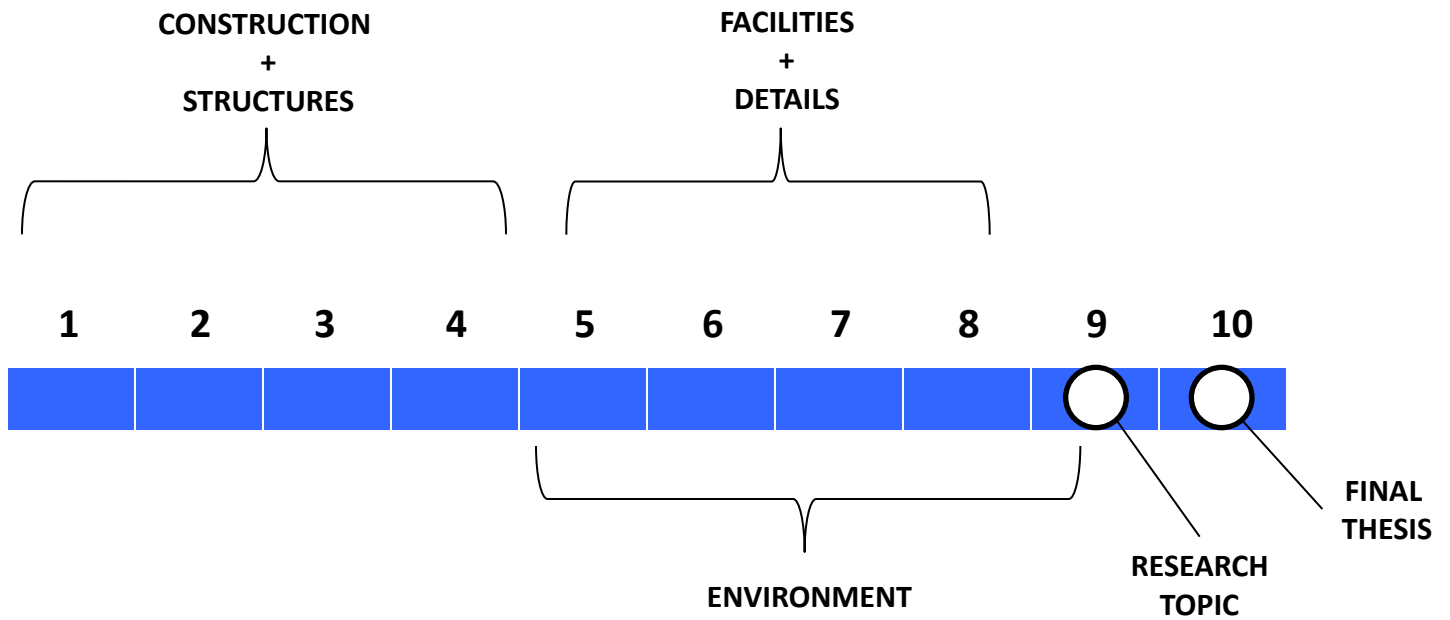 CONSTRUCTION
+
STRUCTURES
FACILITIES
+
DETAILS
1 2 3 4 5 6 7 8 9 10
ENVIRONMENT
RESEARCH
TOPIC
FINAL
THESIS